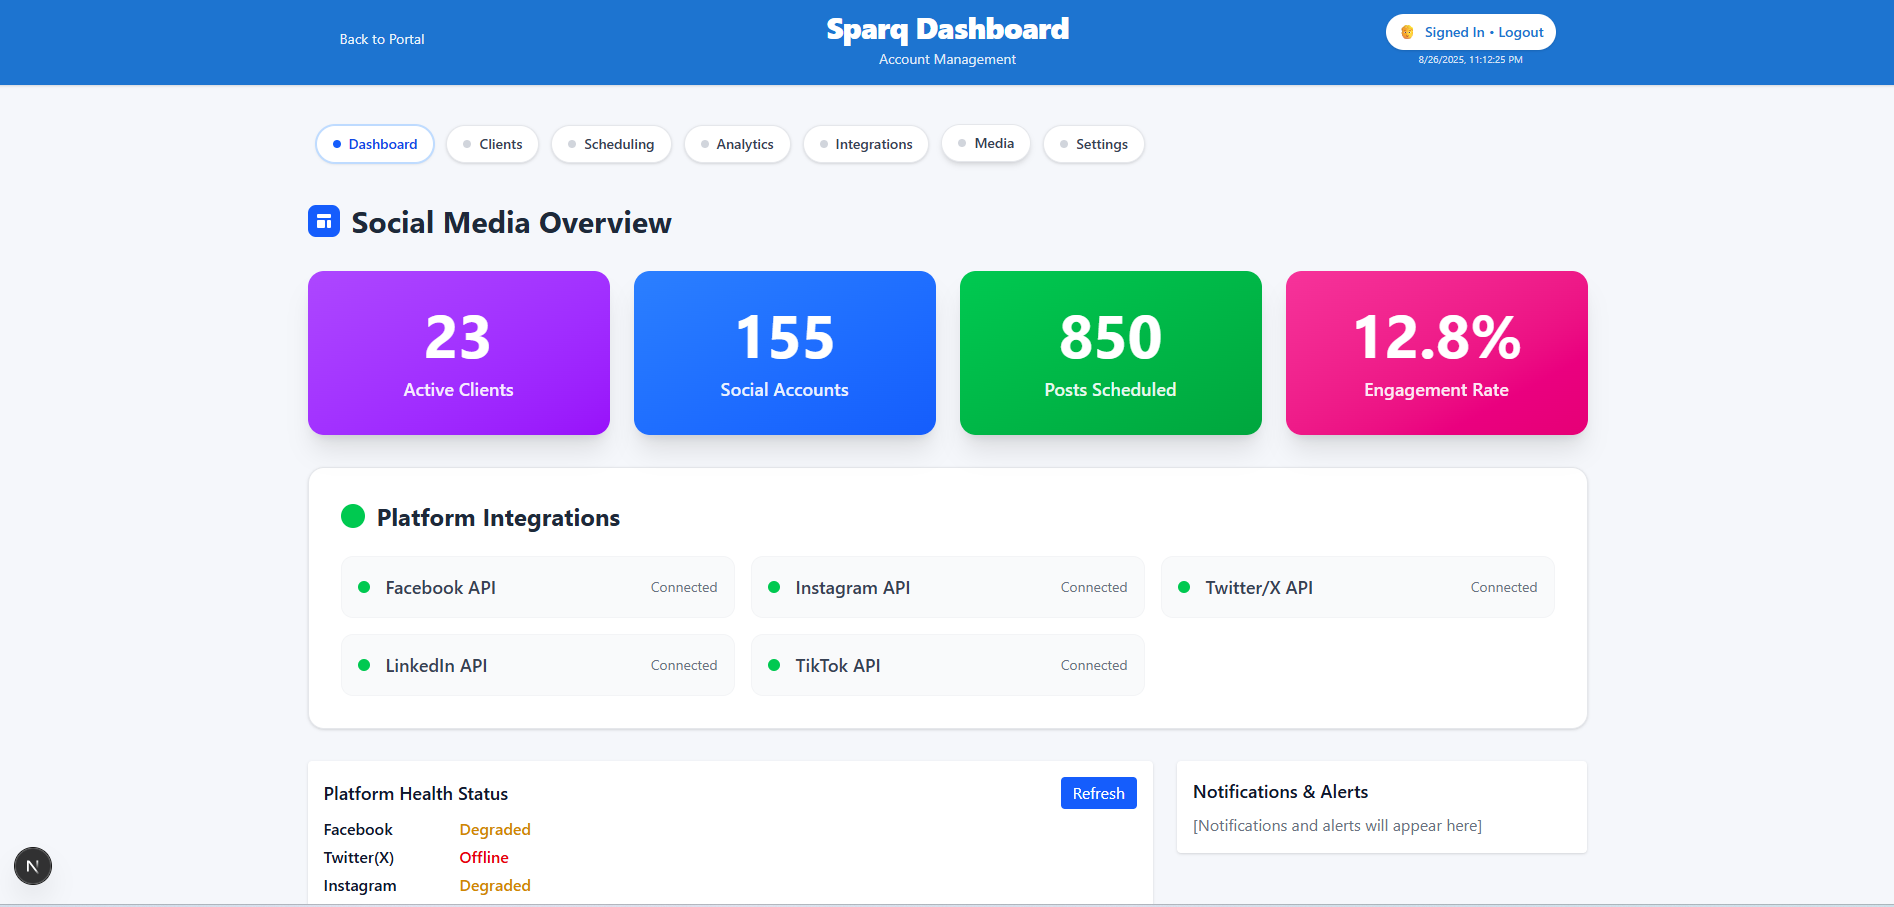 Back to Portal
Sparq Dashboard
Account Management
Signed In • Logout
8/26/2025, 11:12:25 PM
Dashboard
Clients
Scheduling
Analytics
Integrations
Media
Settings
Social Media Overview
23
Active Clients
155
Social Accounts
850
Posts Scheduled
12.8%
Engagement Rate
Platform Integrations
Facebook API Connected
Instagram API Connected
Twitter/X API Connected
LinkedIn API Connected
TikTok API Connected
Platform Health Status
Refresh
Facebook Degraded
Twitter(X) Offline
Instagram Degraded
Notifications & Alerts
[Notifications and alerts will appear here]
N